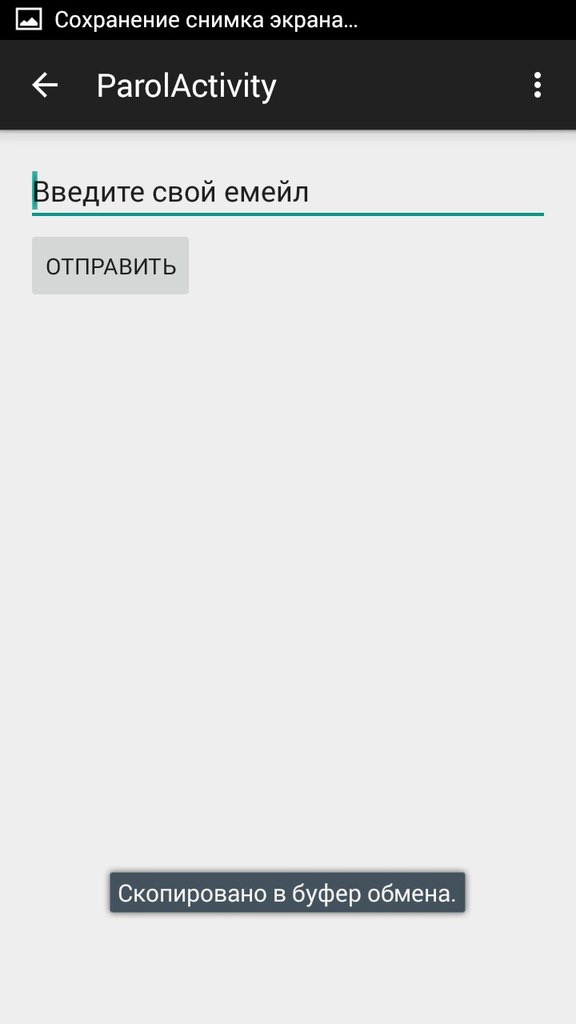 Сохранение снимка экрана...
ParolActivity
Введите свой емейл
ОТПРАВИТЬ
Скопировано в буфер обмена.